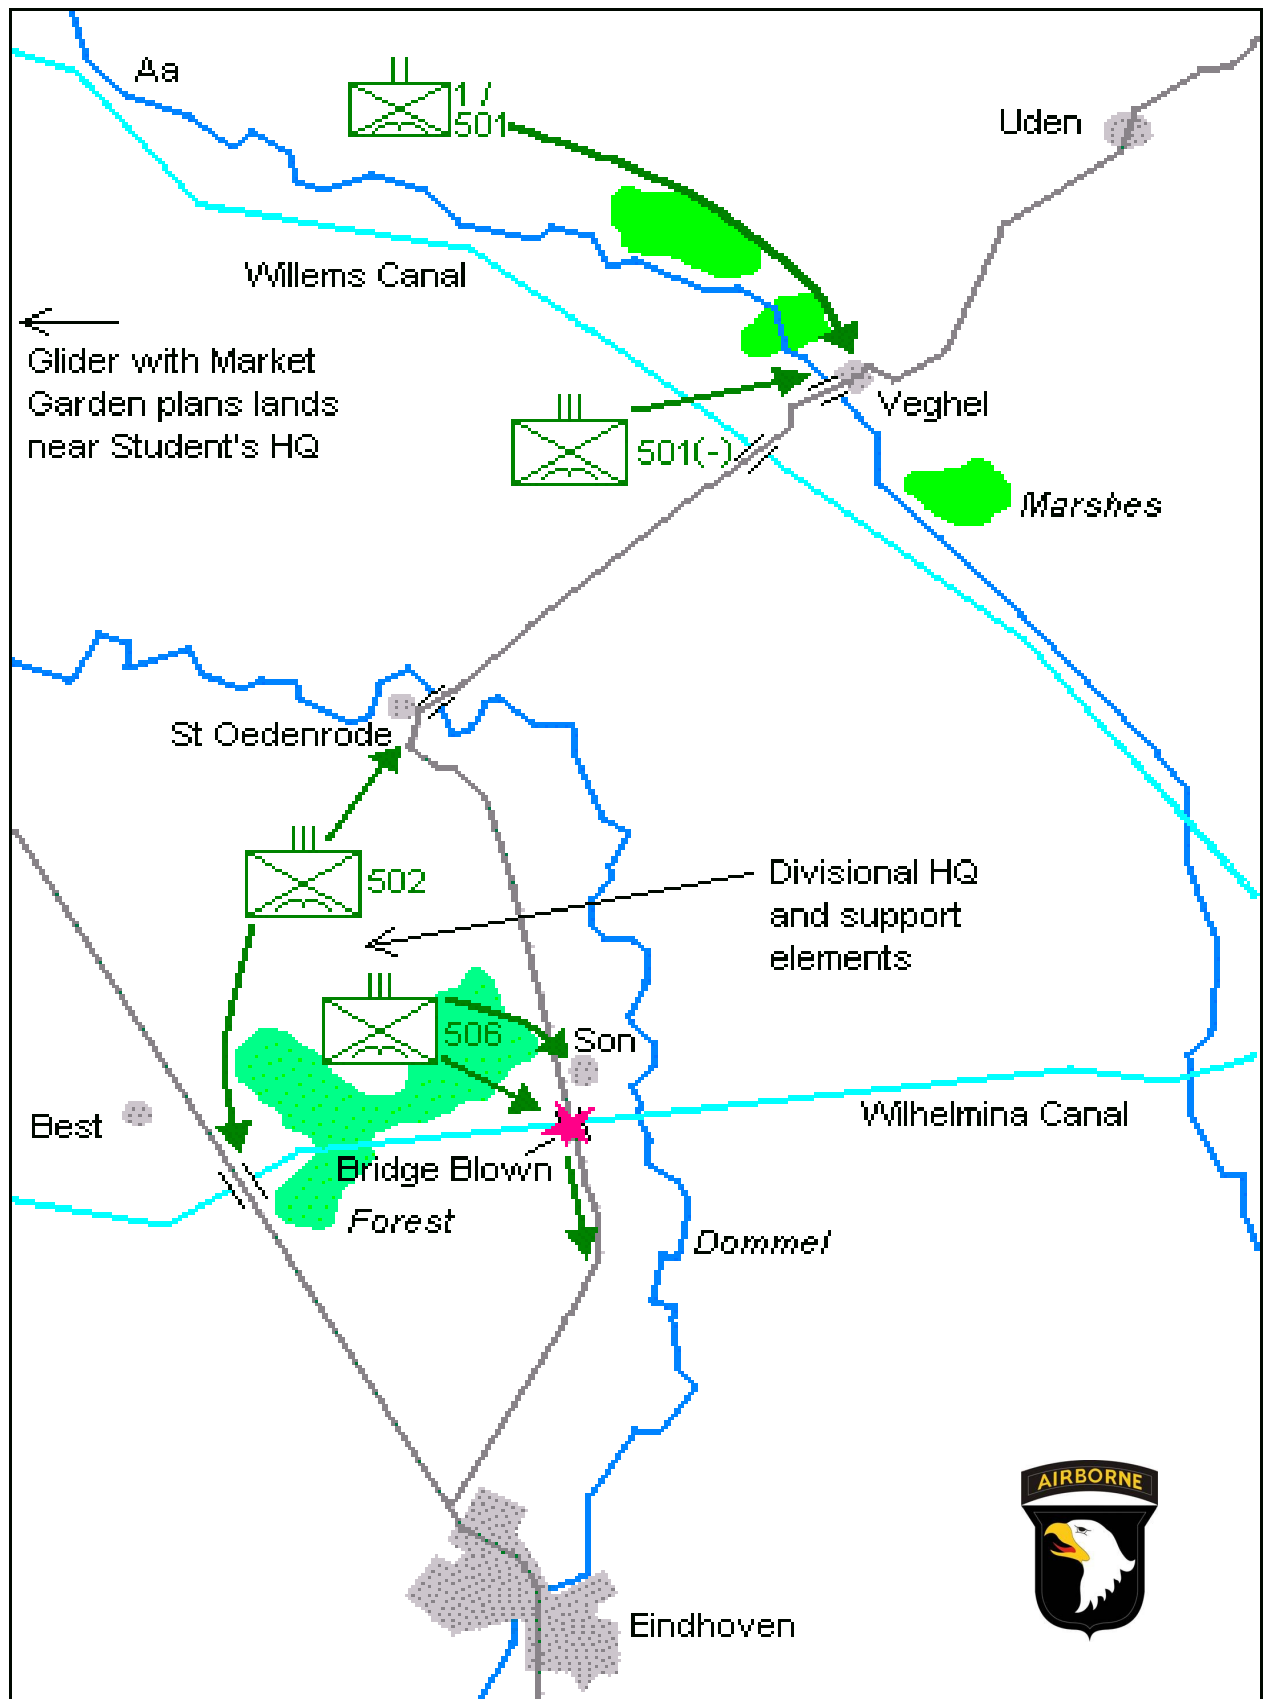 Aa
1 /
501
Uden
Willems Canal
Glider with Market
Garden plans lands
near Student's HQ
Veghel
501(-)
Marshes
St Oedenrode
502
Divisional HQ
and support
elements
506
Son
Best
Wilhelmina Canal
Bridge Blown
Forest
Dommel
AIRBORNE
Eindhoven